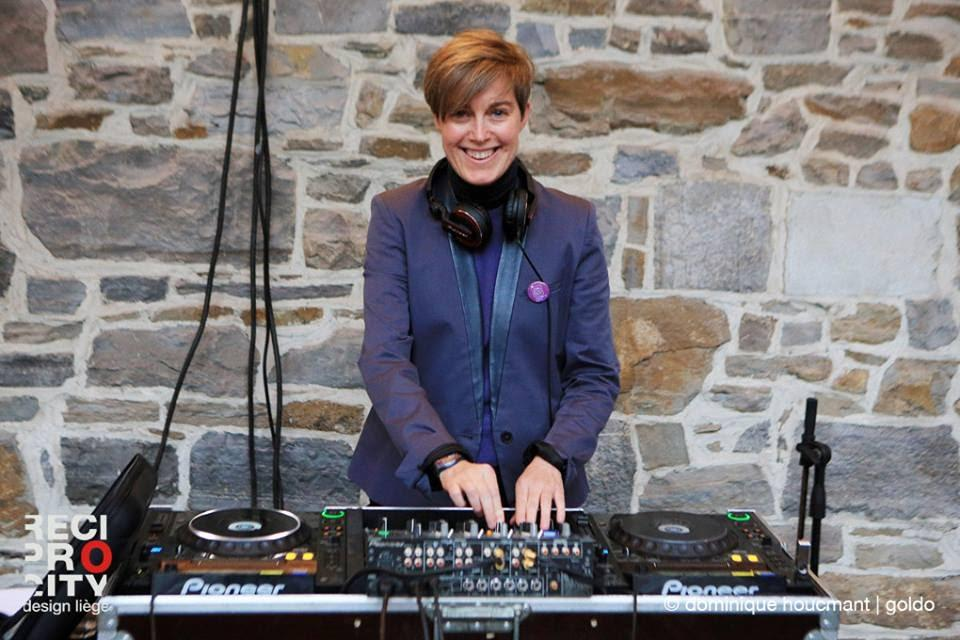 RECI
PRO
CITY
design liège
Pioneer
Pioneer
© dominique houcmant | goldo